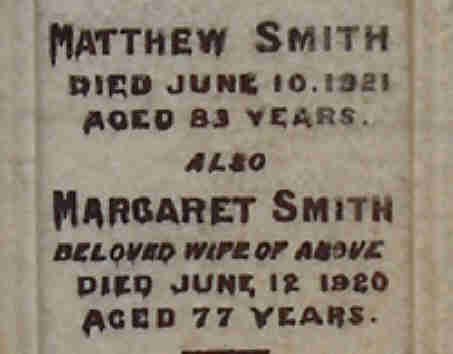 MATTHEW SMITH
DIED JUNE 10. 1921
AGED 83 YEARS.
ALSO
MARGARET SMITH
BELOVED WIFE OF ABOVE
DIED JUNE 12 1920
AGED 77 YEARS.